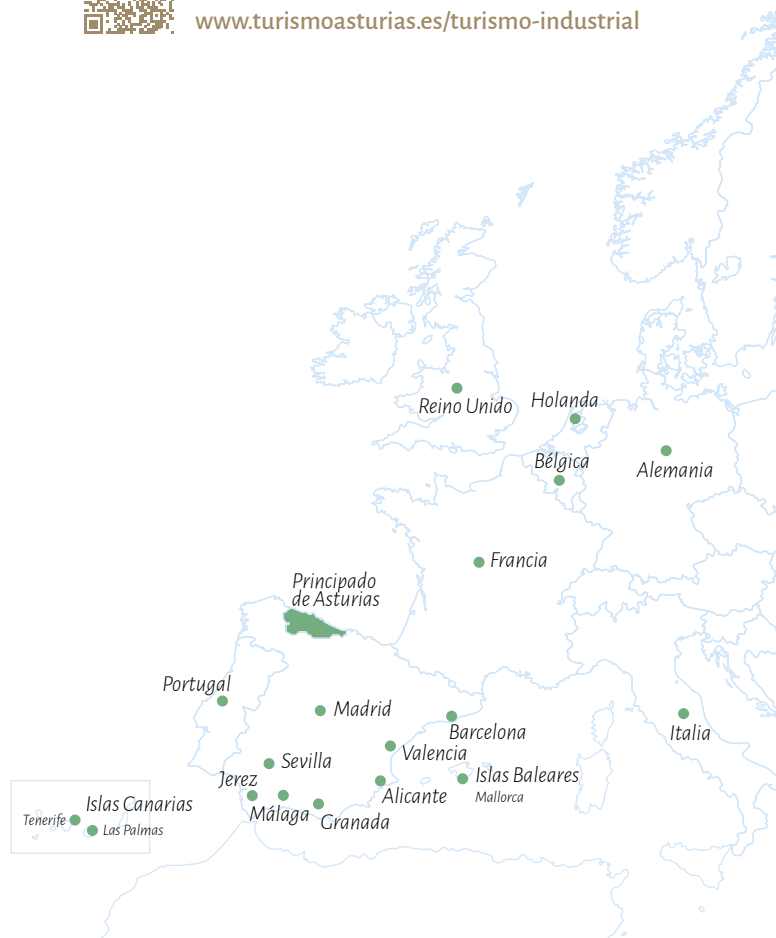 www.turismoasturias.es/turismo-industrial
Reino Unido
Holanda
Bélgica
Alemania
Francia
Principado
de Asturias
Portugal
Madrid
Barcelona
Italia
Valencia
Sevilla
Jerez
Islas Baleares
Mallorca
Alicante
Islas Canarias
Málaga
Granada
Tenerife
Las Palmas